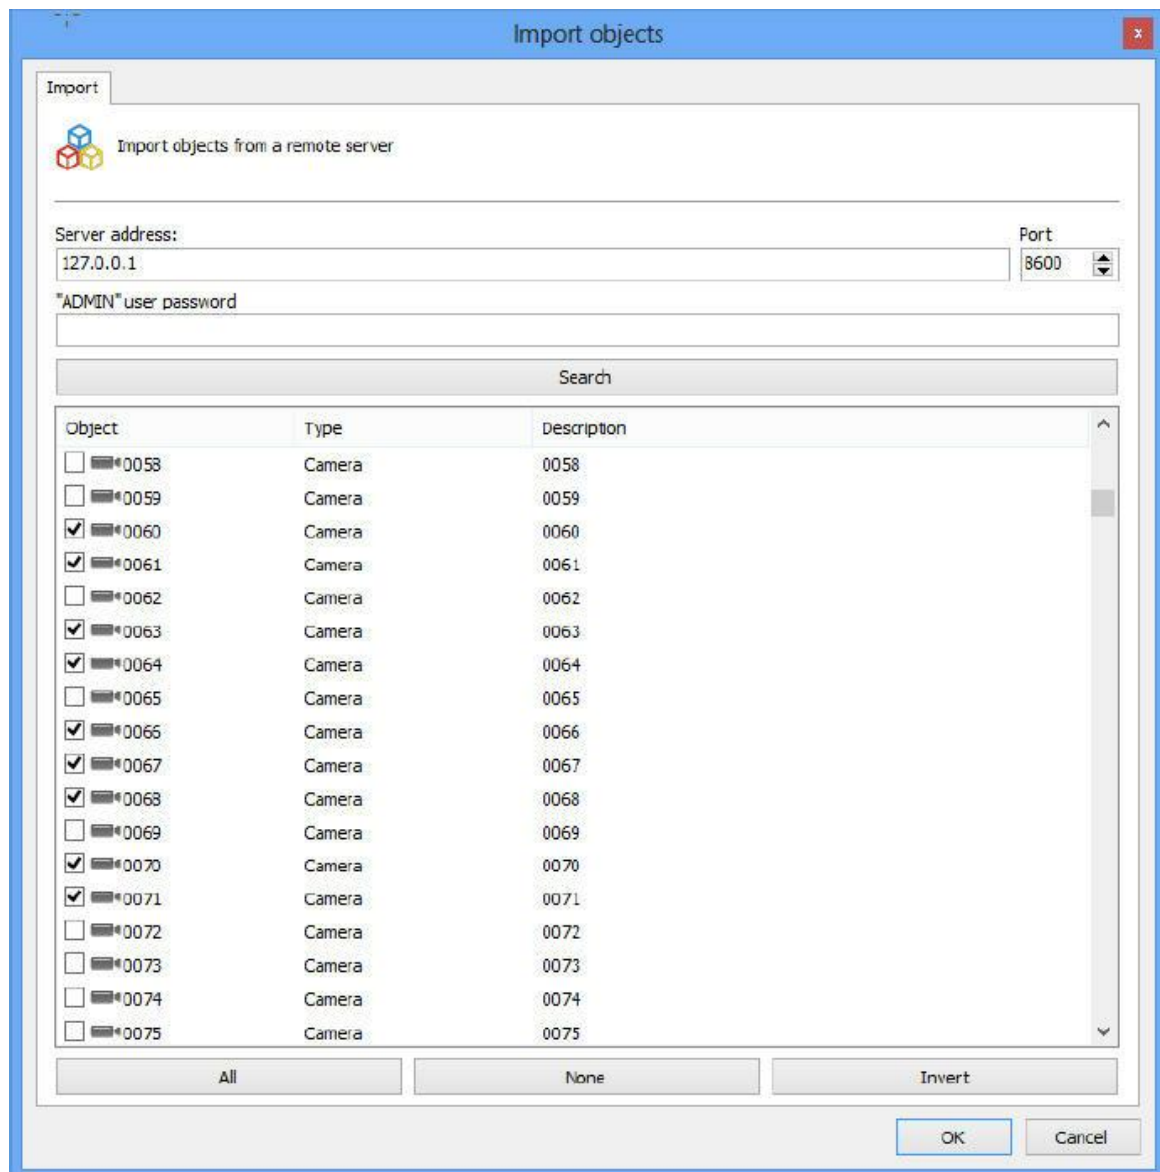 Import objects
x
Import
Import objects from a remote server
Server address: Port
127.0.0.1 8600
"ADMIN" user password
Search
Object Type Description
0058 Camera 0058
0059 Camera 0059
0060 Camera 0060
0061 Camera 0061
0062 Camera 0062
0063 Camera 0063
0064 Camera 0064
0065 Camera 0065
0066 Camera 0066
0067 Camera 0067
0068 Camera 0068
0069 Camera 0069
0070 Camera 0070
0071 Camera 0071
0072 Camera 0072
0073 Camera 0073
0074 Camera 0074
0075 Camera 0075
All None Invert
OK Cancel